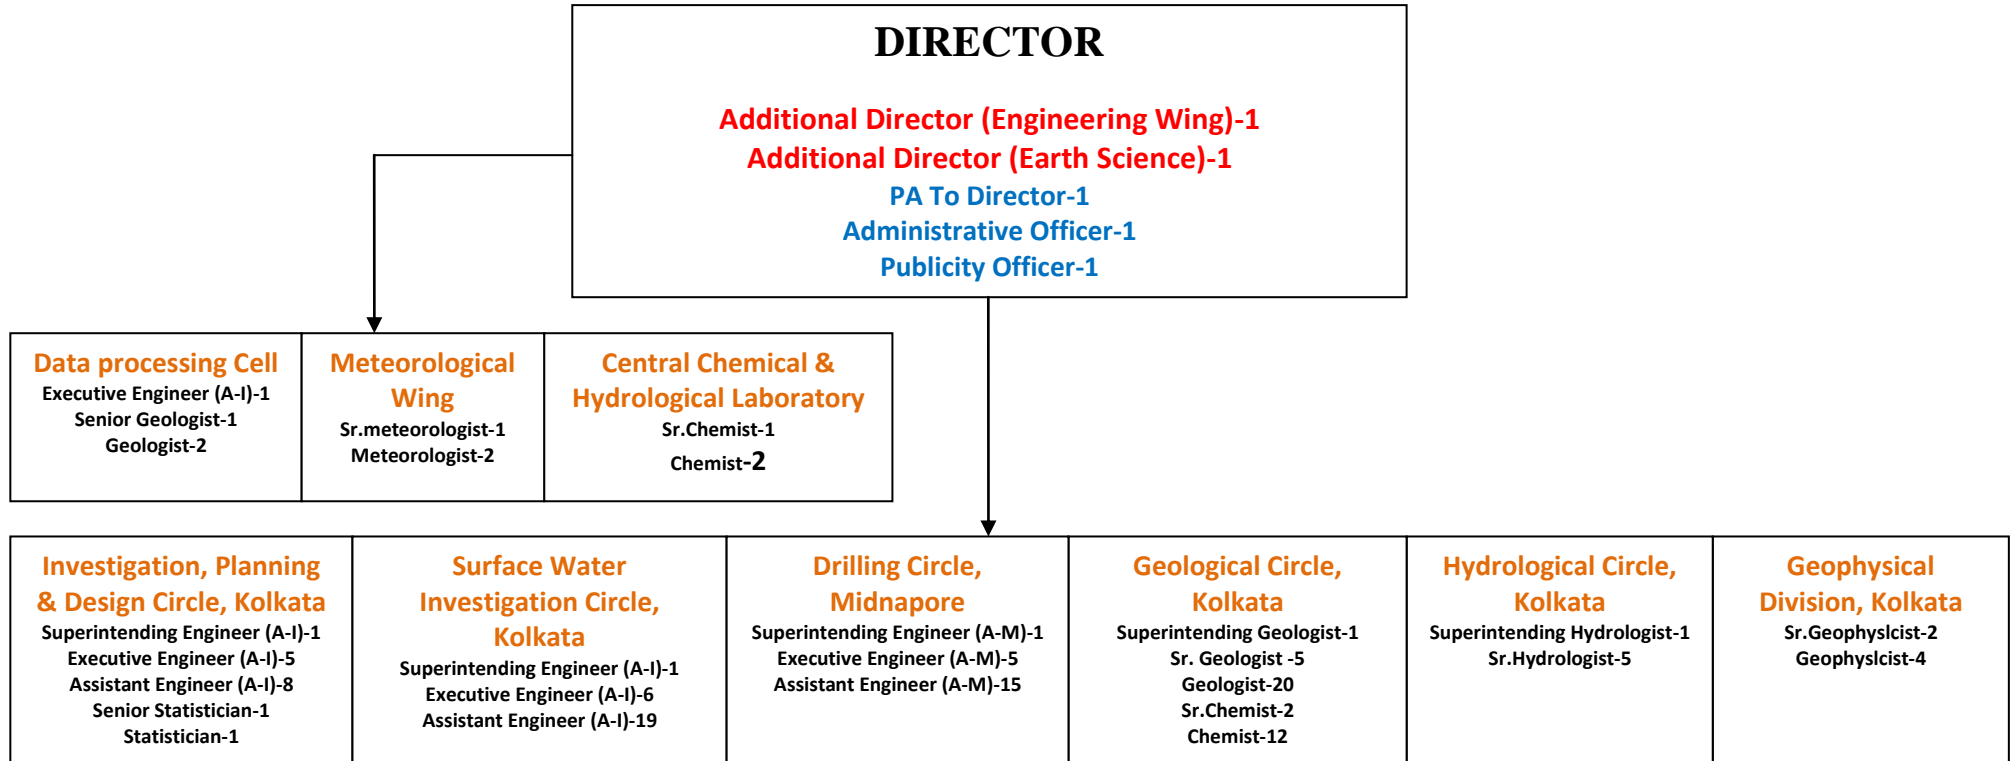 DIRECTOR
Additional Director (Engineering Wing)-1
Additional Director (Earth Science)-1
PA To Director-1
Administrative Officer-1
Publicity Officer-1
Data processing Cell
Executive Engineer (A-I)-1
Senior Geologist-1
Geologist-2
Meteorological
Wing
Sr.meteorologist-1
Meteorologist-2
Central Chemical &
Hydrological Laboratory
Sr.Chemist-1
Chemist-2
Investigation, Planning
& Design Circle, Kolkata
Superintending Engineer (A-I)-1
Executive Engineer (A-I)-5
Assistant Engineer (A-I)-8
Senior Statistician-1
Statistician-1
Surface Water
Investigation Circle,
Kolkata
Superintending Engineer (A-I)-1
Executive Engineer (A-I)-6
Assistant Engineer (A-I)-19
Drilling Circle,
Midnapore
Superintending Engineer (A-M)-1
Executive Engineer (A-M)-5
Assistant Engineer (A-M)-15
Geological Circle,
Kolkata
Superintending Geologist-1
Sr. Geologist -5
Geologist-20
Sr.Chemist-2
Chemist-12
Hydrological Circle,
Kolkata
Superintending Hydrologist-1
Sr.Hydrologist-5
Geophysical
Division, Kolkata
Sr.Geophyslcist-2
Geophyslcist-4